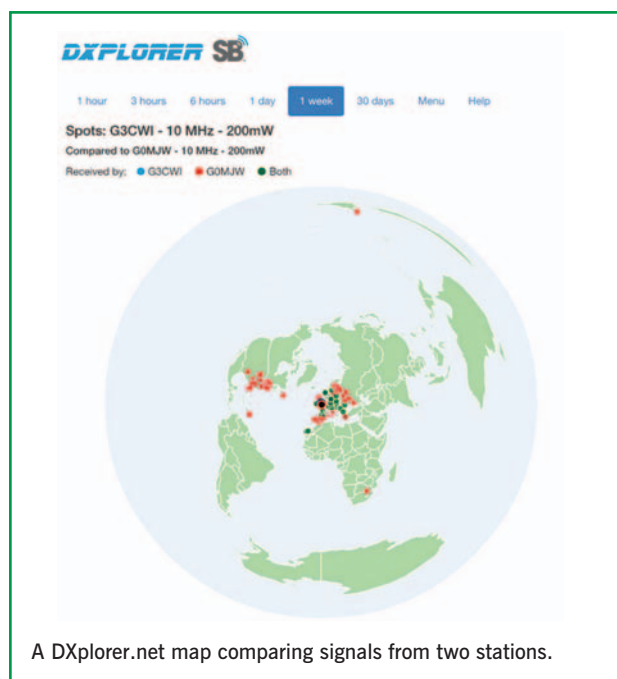 DXPLORER SB
1 hour 3 hours 6 hours 1 day 1 week 30 days Menu Help
Spots: G3CWI - 10 MHz - 200mW
Compared to G0MJW - 10 MHz - 200mW
Received by: G3CWI G0MJW Both
A DXplorer.net map comparing signals from two stations.